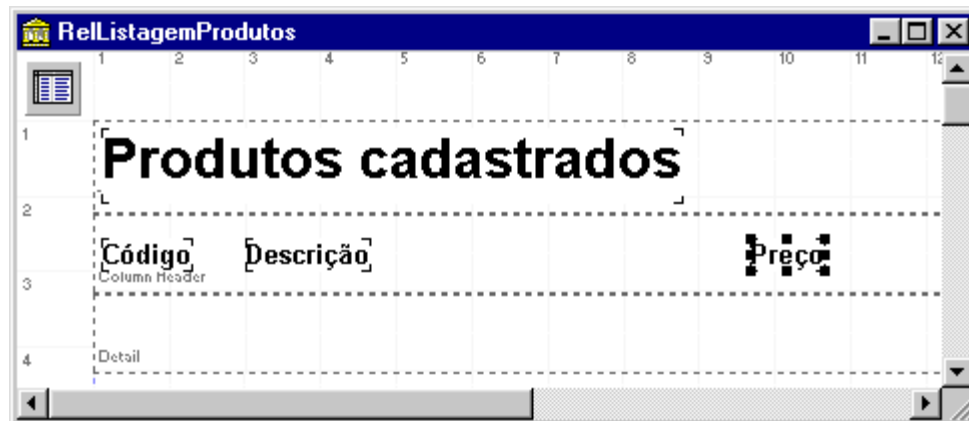 RelListagemProdutos
1 2 3 4 5 6 7 8 9 10 11 12
1
Produtos cadastrados
2
Código Descrição Preço
Column Header
3
Detail
4